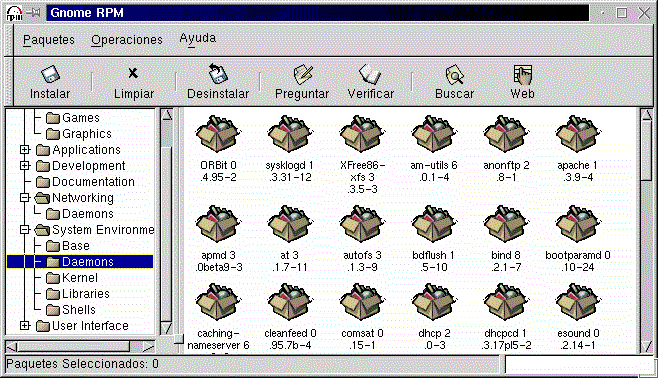 rpm
Gnome RPM
Paquetes Operaciones Ayuda
Instalar Limpiar Desinstalar Preguntar Verificar Buscar Web
Games
Graphics
Applications
Development
Documentation
Networking
Daemons
System Environme
Base
Daemons
Kernel
Libraries
Shells
User Interface
ORBit 0
.4.95-2
sysklogd 1
.3.31-12
XFree86-
xfs 3
.3.5-3
am-utils 6
.0.1-4
anonftp 2
.8-1
apache 1
.3.9-4
apmd 3
.0beta9-3
at 3
.1.7-11
autofs 3
.1.3-9
bdflush 1
.5-10
bind 8
.2.1-7
bootparamd 0
.10-24
caching-
nameserver 6
cleanfeed 0
.95.7b-4
comsat 0
.15-1
dhcp 2
.0-3
dhcpcd 1
.3.17pl5-2
esound 0
.2.14-1
Paquetes Seleccionados: 0